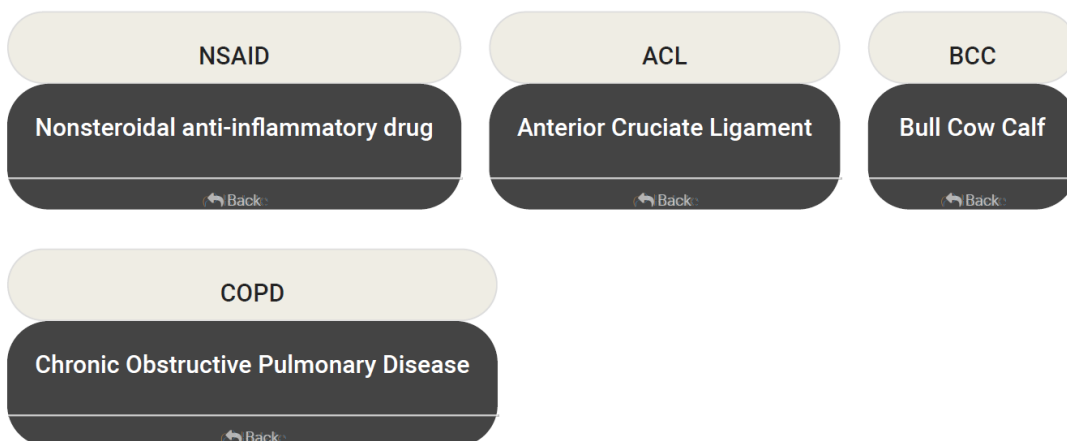 NSAID
ACL
BCC
Nonsteroidal anti-inflammatory drug
Anterior Cruciate Ligament
Bull Cow Calf
Back
Back
Back
COPD
Chronic Obstructive Pulmonary Disease
Back